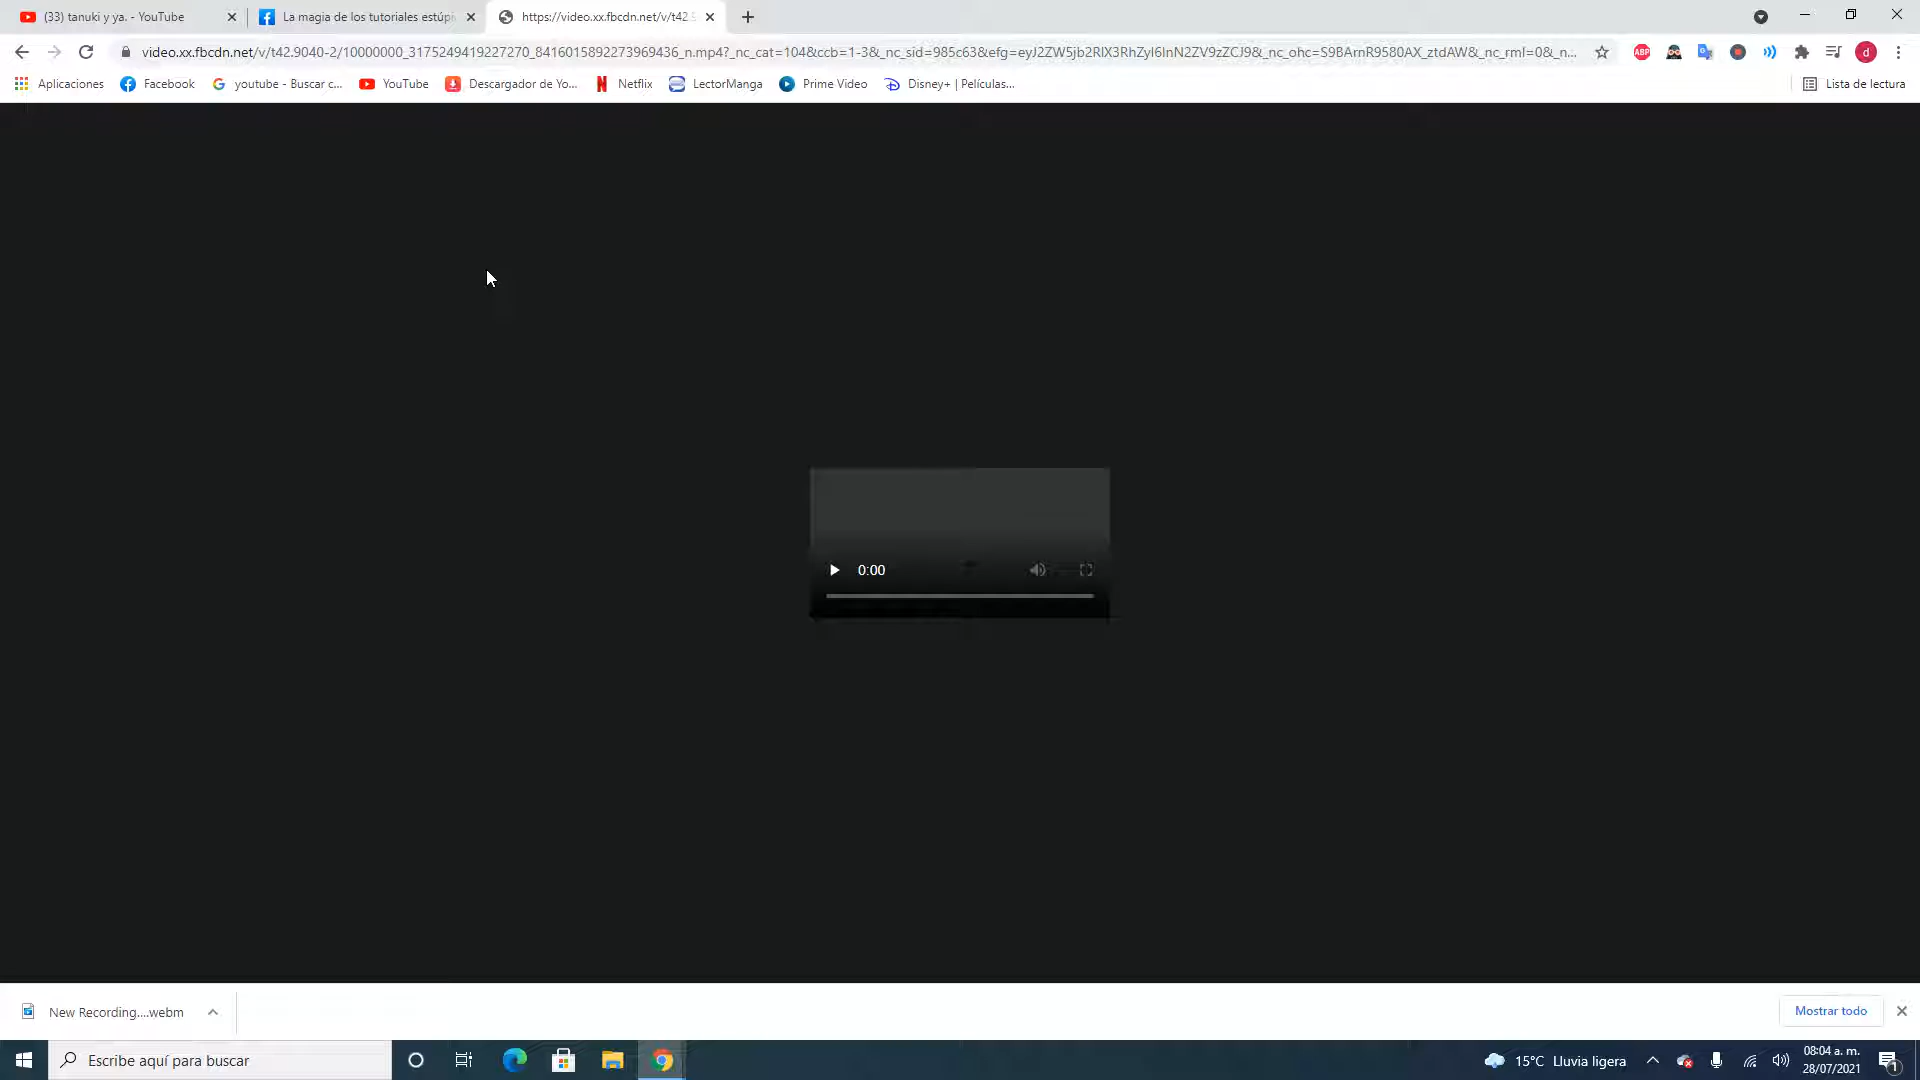 (33) tanuki y ya. - YouTube
La magia de los tutoriales estúpi
https://video.xx.fbcdn.net/v/t42.9
video.xx.fbcdn.net/v/t42.9040-2/10000000_3175249419227270_8416015892273969436_n.mp4?_nc_cat=104&ccb=1-3&_nc_sid=985c63&efg=eyJ2ZW5jb2RlX3RhZyI6InN2ZV9zZCJ9&_nc_ohc=S9BArnR9580AX_ztdAW&_nc_rml=0&_n...
Aplicaciones
Facebook
youtube - Buscar c...
YouTube
Descargador de Yo...
Netflix
LectorManga
Prime Video
Disney+ | Películas...
Lista de lectura
ABP
d
0:00
New Recording....webm
Mostrar todo
Escribe aquí para buscar
15°C Lluvia ligera
08:04 a. m.
28/07/2021
1